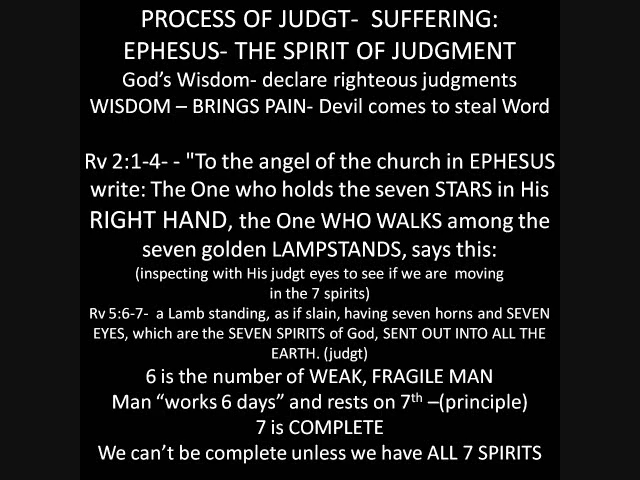 PROCESS OF JUDGT-  SUFFERING:
EPHESUS- THE SPIRIT OF JUDGMENT
God’s Wisdom- declare righteous judgments
WISDOM – BRINGS PAIN- Devil comes to steal Word
Rv 2:1-4- - "To the angel of the church in EPHESUS
write: The One who holds the seven STARS in His
RIGHT HAND, the One WHO WALKS among the
seven golden LAMPSTANDS, says this:
(inspecting with His judgt eyes to see if we are  moving
in the 7 spirits)
Rv 5:6-7-  a Lamb standing, as if slain, having seven horns and SEVEN
EYES, which are the SEVEN SPIRITS of God, SENT OUT INTO ALL THE
EARTH. (judgt)
6 is the number of WEAK, FRAGILE MAN
Man “works 6 days” and rests on 7th –(principle)
7 is COMPLETE
We can’t be complete unless we have ALL 7 SPIRITS